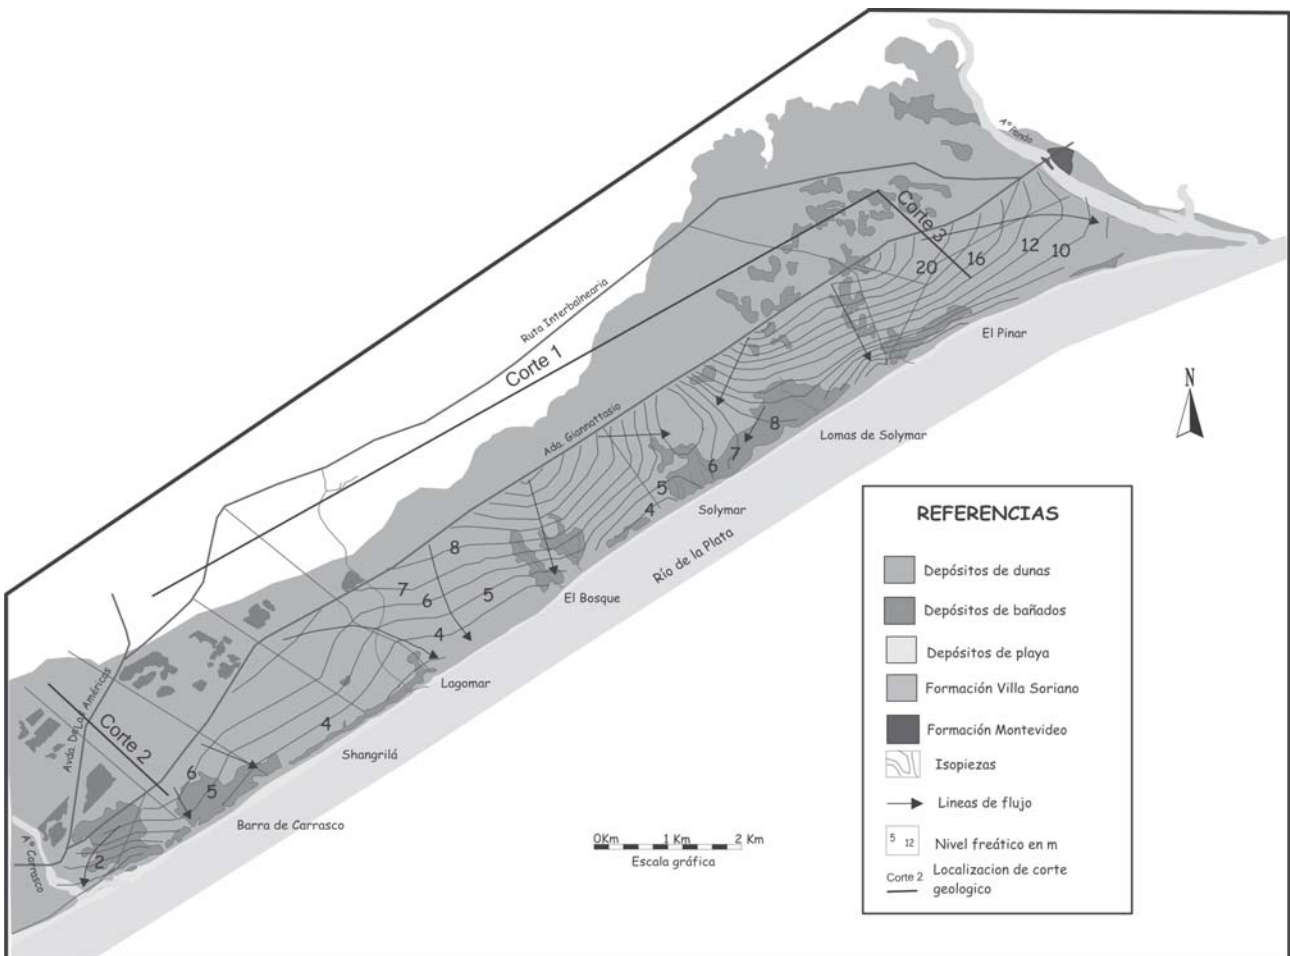 Aº Pando
Corte 3
20
16
12
10
Ruta Interbalnearia
Corte 1
El Pinar
N
Ada. Giannattasio
8
Lomas de Solymar
7
6
5
4
Solymar
Río de la Plata
8
7
6
5
El Bosque
4
Lagomar
4
Shangrilá
Avda. De Las Américas
Corte 2
6
5
Barra de Carrasco
2
Aº Carrasco
0Km 1 Km 2 Km
Escala gráfica
REFERENCIAS
Depósitos de dunas
Depósitos de bañados
Depósitos de playa
Formación Villa Soriano
Formación Montevideo
Isopiezas
Lineas de flujo
5 12 Nivel freático en m
Corte 2 Localizacion de corte
geologico